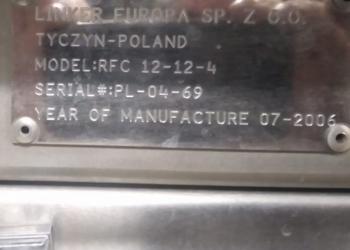 LINKER EUROPA SP. Z O.O.
TYCZYN-POLAND
MODEL:RFC 12-12-4
SERIAL#:PL-04-69
YEAR OF MANUFACTURE 07-2006